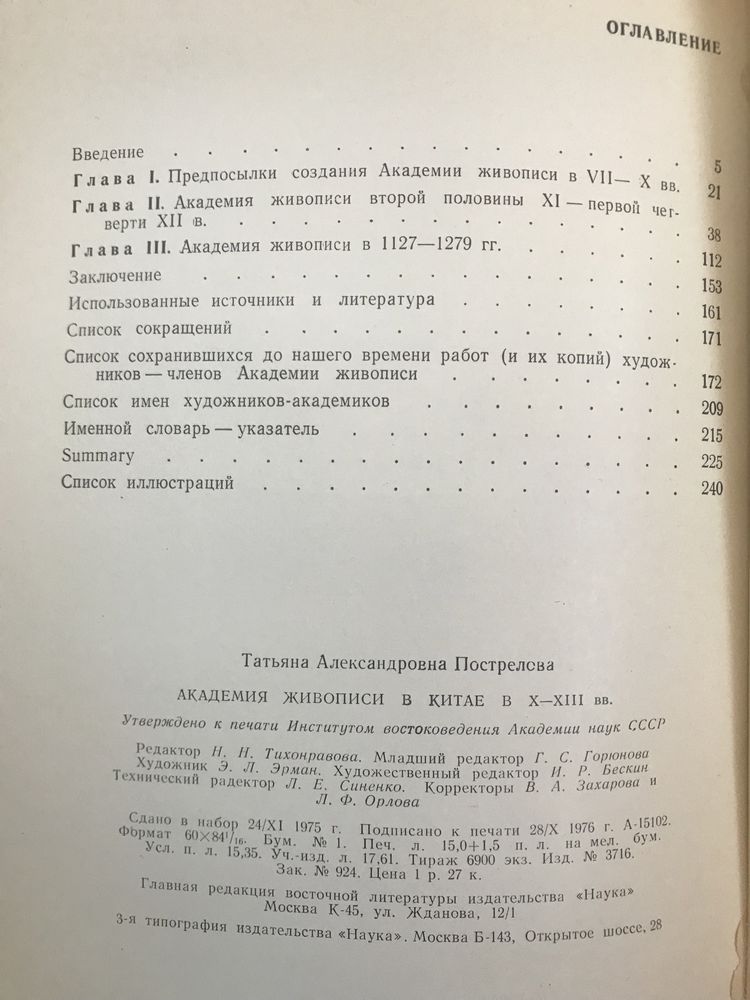 ОГЛАВЛЕНИЕ
Введение . . . . . . . . . . . . . . . . 5
Глава I. Предпосылки создания Академии живописи в VII— X вв. 21
Глава II. Академия живописи второй половины XI — первой чет-
верти XII в. . . . . . . . . . . . . . 38
Глава III. Академия живописи в 1127—1279 гг. . . . . . 112
Заключение . . . . . . . . . . . . . . . 153
Использованные источники и литература . . . . . . . 161
Список сокращений . . . . . . . . . . . . . 171
Список сохранившихся до нашего времени работ (и их копий) худож-
ников — членов Академии живописи . . . . . . . 172
Список имен художников-академиков . . . . . . . . 209
Именной словарь — указатель . . . . . . . . . . 215
Summary . . . . . . . . . . . . . . . . 225
Список иллюстраций . . . . . . . . . . . . . 240
Татьяна Александровна Пострелова
АКАДЕМИЯ ЖИВОПИСИ В КИТАЕ В X—XIII вв.
Утверждено к печати Институтом востоковедения Академии наук СССР
Редактор Н. Н. Тихонравова. Младший редактор Г. С. Горюнова
Художник Э. Л. Эрман. Художественный редактор И. Р. Бескин
Технический радектор Л. Е. Синенко. Корректоры В. А. Захарова и
Л. Ф. Орлова
Сдано в набор 24/XI 1975 г. Подписано к печати 28/X 1976 г. А-15102.
Формат 60×84 1/16. Бум. № 1. Печ. л. 15,0+1,5 п. л. на мел. бум.
Усл. п. л. 15,35. Уч.-изд. л. 17,61. Тираж 6900 экз. Изд. № 3716.
Зак. № 924. Цена 1 р. 27 к.
Главная редакция восточной литературы издательства «Наука»
Москва К-45, ул. Жданова, 12/1
3-я типография издательства «Наука». Москва Б-143, Открытое шоссе, 28